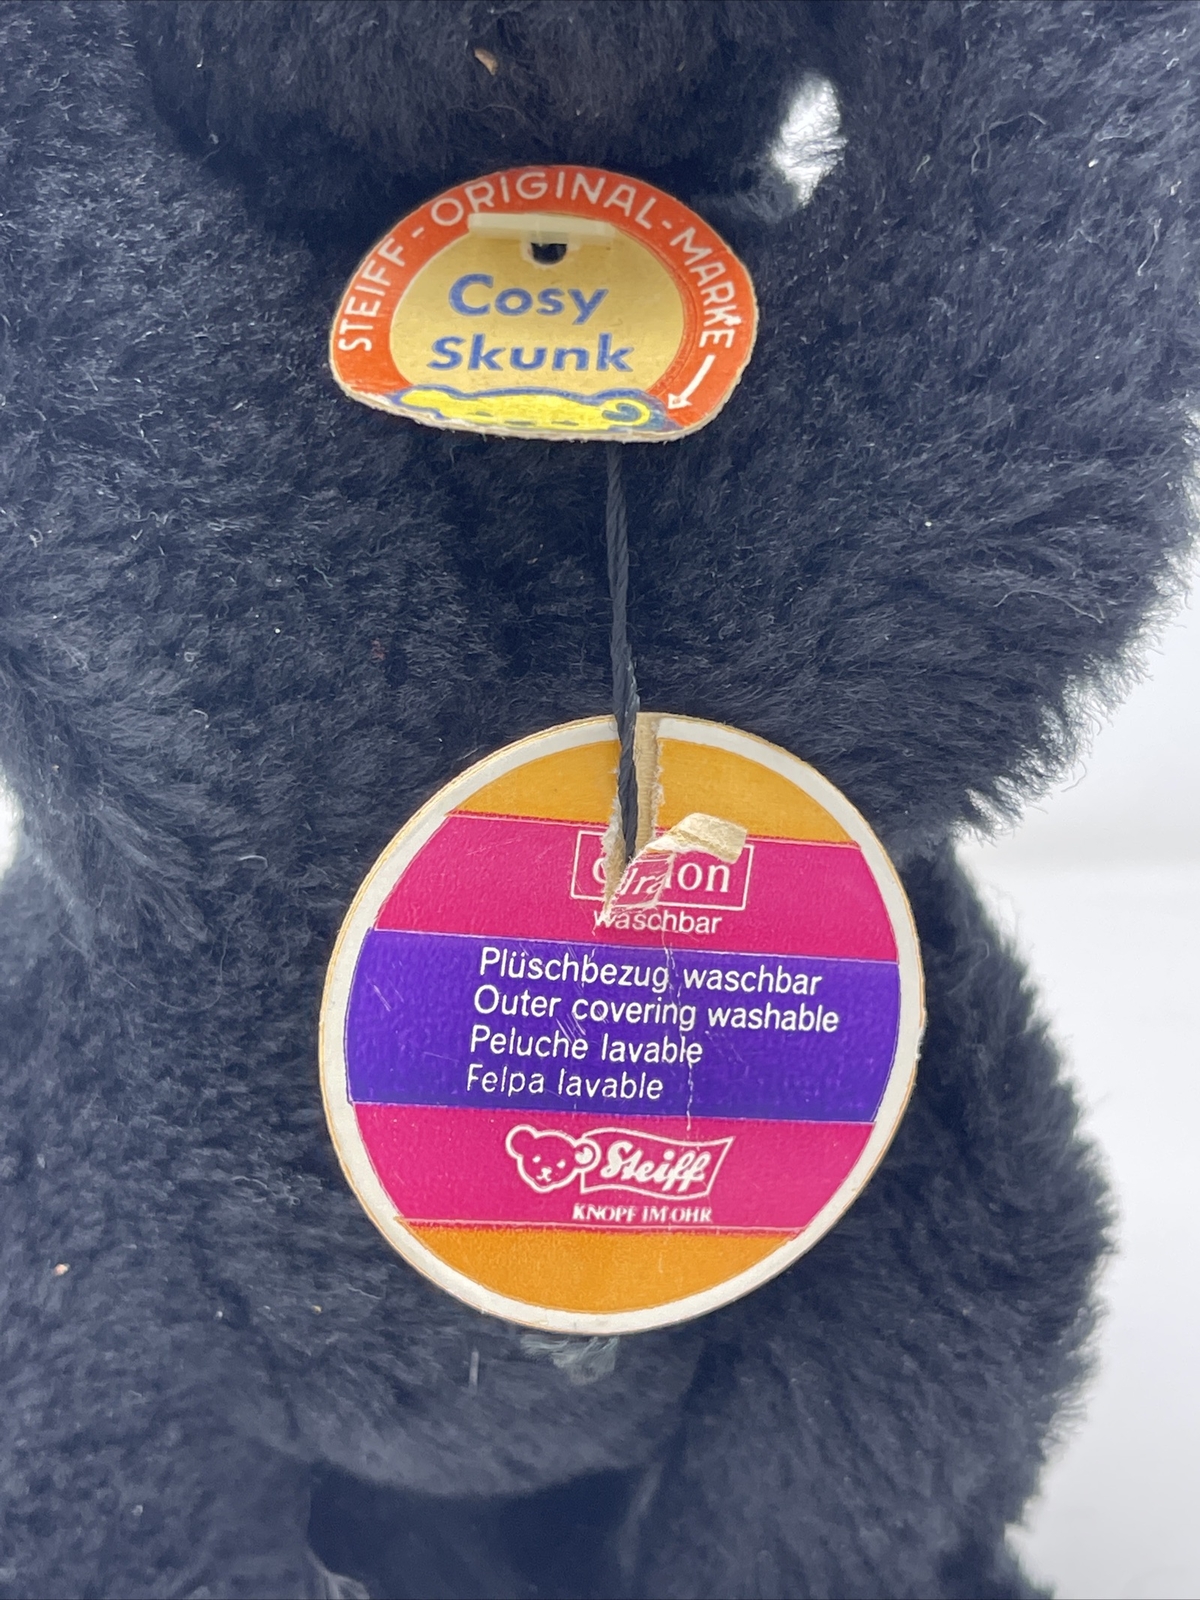 STEIFF-ORIGINAL-MARKE
Cosy
Skunk
waschbar
Plüschbezug waschbar
Outer covering washable
Peluche lavable
Felpa lavable
Steiff
KNOPF IM OHR